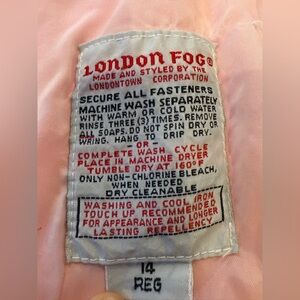 LONDON FOG®
MADE AND STYLED BY THE
LONDONTOWN CORPORATION
SECURE ALL FASTENERS
MACHINE WASH SEPARATELY
WITH WARM OR COLD WATER
RINSE THREE (3) TIMES. REMOVE
ALL SOAPS. DO NOT SPIN DRY OR
WRING. HANG TO DRIP DRY.
— OR —
COMPLETE WASH CYCLE
PLACE IN MACHINE DRYER
TUMBLE DRY AT 160°F
ONLY NON-CHLORINE BLEACH,
WHEN NEEDED
DRY CLEANABLE
WASHING AND COOL IRON
TOUCH UP RECOMMENDED
FOR APPEARANCE AND LONGER
LASTING REPELLENCY
14
REG